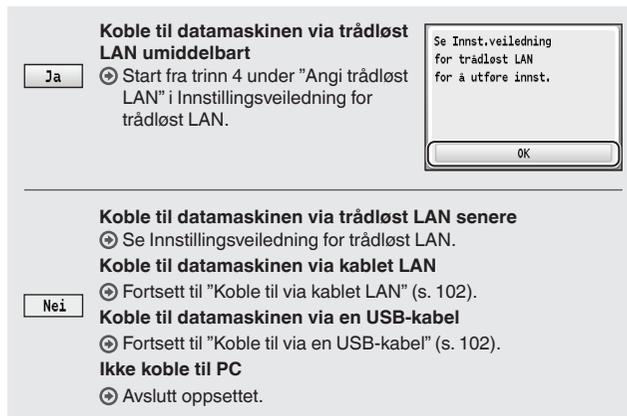 Ja
Koble til datamaskinen via trådløst
LAN umiddelbart
Start fra trinn 4 under ”Angi trådløst
LAN” i Innstillingsveiledning for
trådløst LAN.
Se Innst.veiledning
for trådløst LAN
for å utføre innst.
OK
Nei
Koble til datamaskinen via trådløst LAN senere
Se Innstillingsveiledning for trådløst LAN.
Koble til datamaskinen via kablet LAN
Fortsett til ”Koble til via kablet LAN” (s. 102).
Koble til datamaskinen via en USB-kabel
Fortsett til ”Koble til via en USB-kabel” (s. 102).
Ikke koble til PC
Avslutt oppsettet.